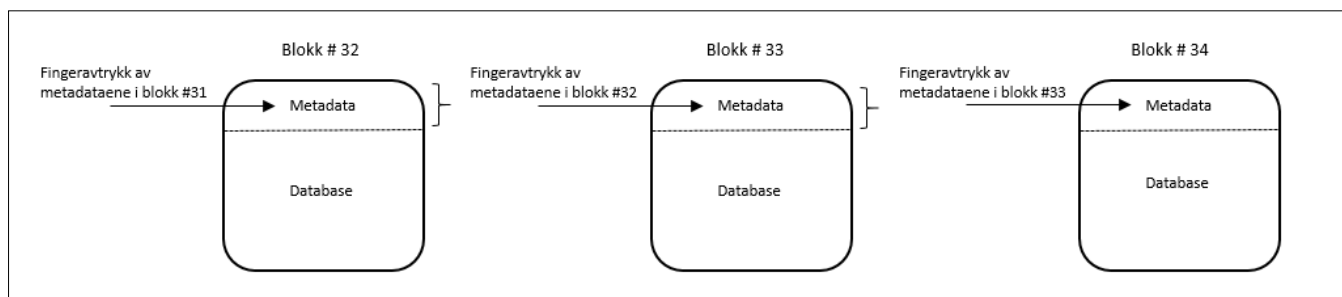 Blokk # 32
Fingeravtrykk av
metadataene i blokk #31
Metadata
Database
Blokk # 33
Fingeravtrykk av
metadataene i blokk #32
Metadata
Database
Blokk # 34
Fingeravtrykk av
metadataene i blokk #33
Metadata
Database